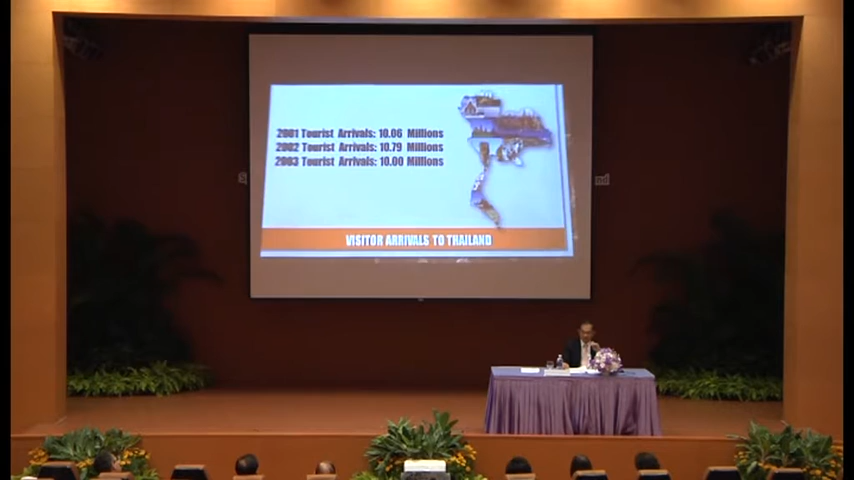 2001 Tourist Arrivals: 10.06 Millions
2002 Tourist Arrivals: 10.79 Millions
2003 Tourist Arrivals: 10.00 Millions
VISITOR ARRIVALS TO THAILAND